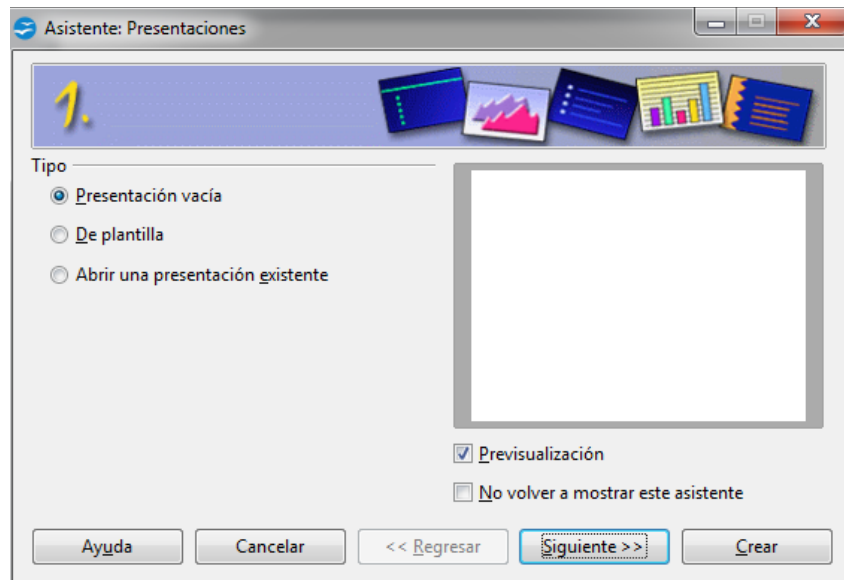 Asistente: Presentaciones
1.
Tipo
Presentación vacía
De plantilla
Abrir una presentación existente
Previsualización
No volver a mostrar este asistente
Ayuda Cancelar << Regresar Siguiente >> Crear